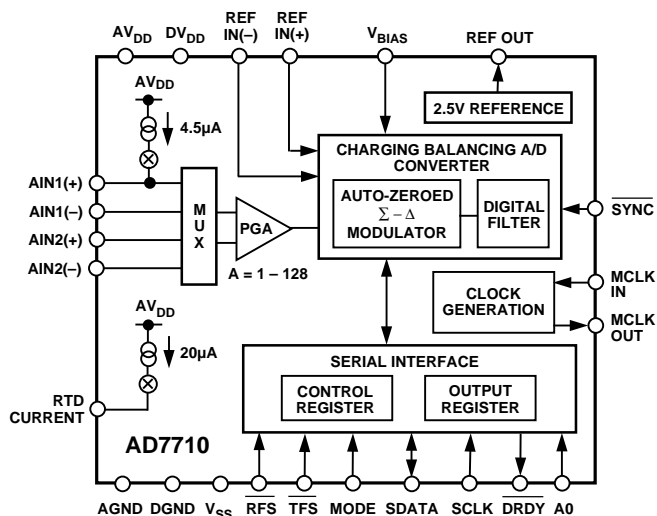 AVDD
DVDD
REF
IN(–)
REF
IN(+)
VBIAS
REF OUT
AVDD
4.5µA
2.5V REFERENCE
CHARGING BALANCING A/D
CONVERTER
AUTO-ZEROED
Σ – Δ
MODULATOR
DIGITAL
FILTER
AIN1(+)
AIN1(–)
AIN2(+)
AIN2(–)
M
U
X
PGA
A = 1 – 128
SYNC
MCLK
IN
MCLK
OUT
CLOCK
GENERATION
AVDD
20µA
SERIAL INTERFACE
CONTROL
REGISTER
OUTPUT
REGISTER
RTD
CURRENT
AD7710
AGND
DGND
VSS
RFS
TFS
MODE
SDATA
SCLK
DRDY
A0